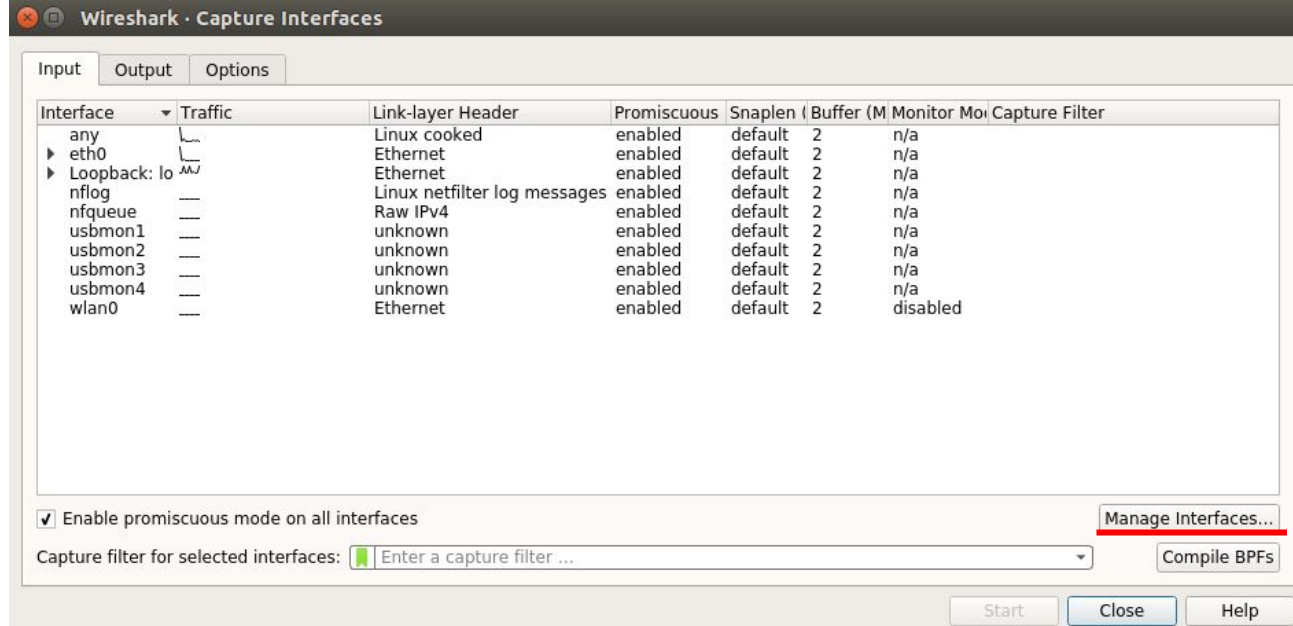 Wireshark · Capture Interfaces
Input Output Options
Interface Traffic Link-layer Header Promiscuous Snaplen ( Buffer (M Monitor Mo Capture Filter
any Linux cooked enabled default 2 n/a
eth0 Ethernet enabled default 2 n/a
Loopback: lo Ethernet enabled default 2 n/a
nflog Linux netfilter log messages enabled default 2 n/a
nfqueue Raw IPv4 enabled default 2 n/a
usbmon1 unknown enabled default 2 n/a
usbmon2 unknown enabled default 2 n/a
usbmon3 unknown enabled default 2 n/a
usbmon4 unknown enabled default 2 n/a
wlan0 Ethernet enabled default 2 disabled
Enable promiscuous mode on all interfaces Manage Interfaces...
Capture filter for selected interfaces: Enter a capture filter ... Compile BPFs
Start Close Help